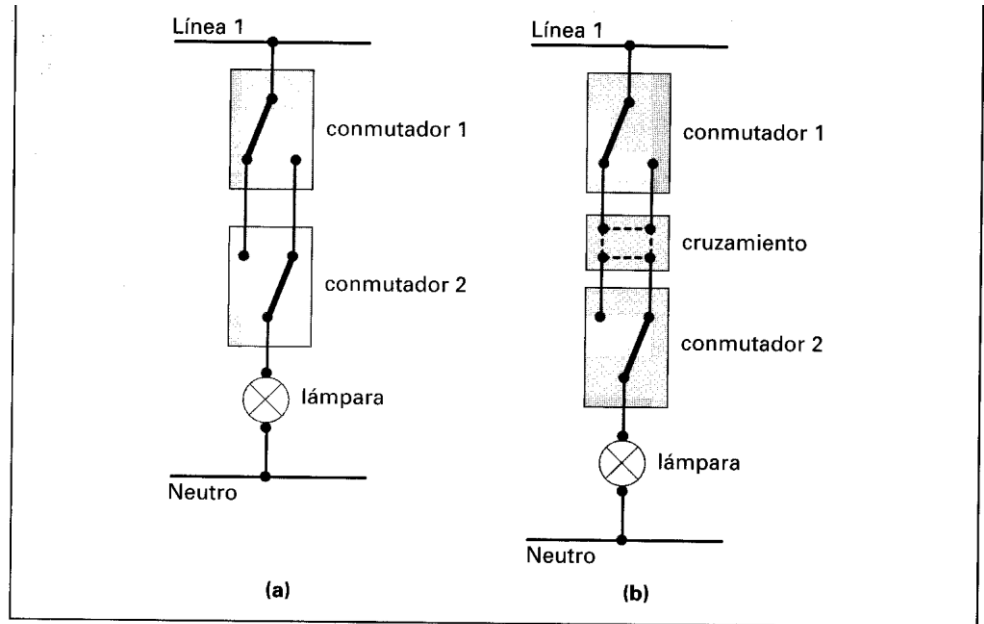 Línea 1
conmutador 1
conmutador 2
lámpara
Neutro
(a)
Línea 1
conmutador 1
cruzamiento
conmutador 2
lámpara
Neutro
(b)